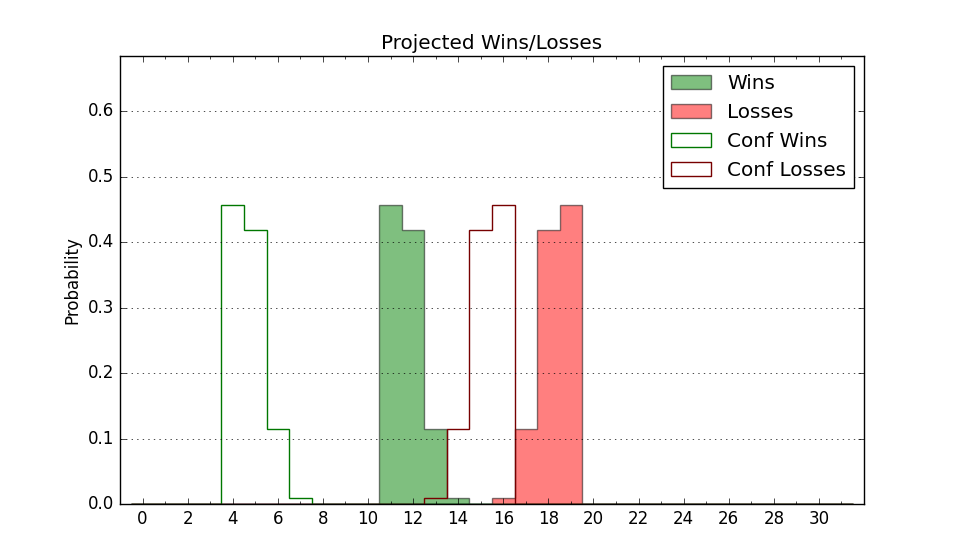 Projected Wins/Losses
Wins
Losses
Conf Wins
Conf Losses
Probability
0.6
0.5
0.4
0.3
0.2
0.1
0.0
0 2 4 6 8 10 12 14 16 18 20 22 24 26 28 30